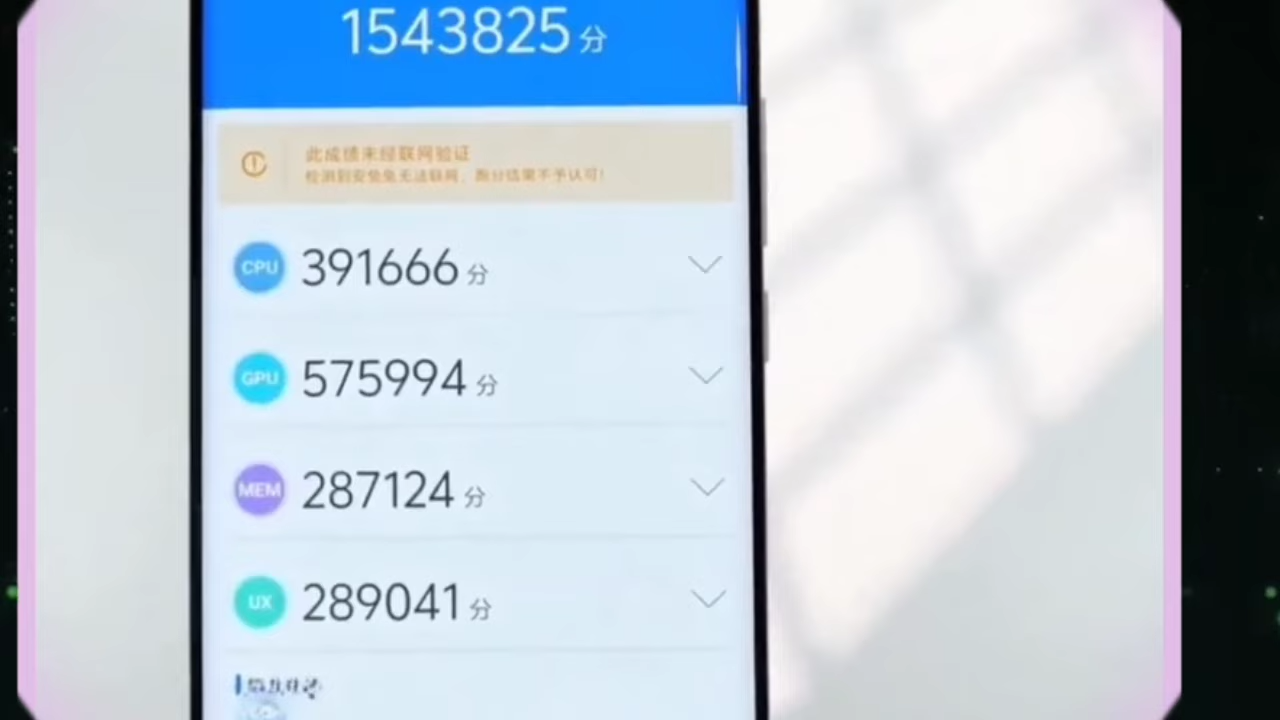 1543825分
此成绩未经联网验证
检测到安兔兔无法联网，跑分结果不予认可!
CPU 391666分
GPU 575994分
MEM 287124分
UX 289041分